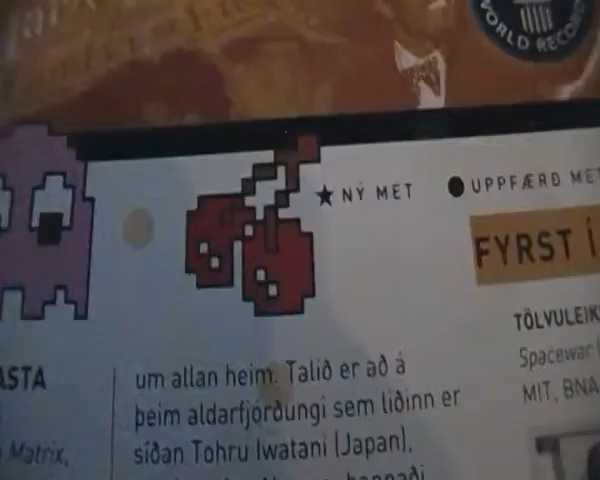 WORLD RECORD
★ NÝ MET
● UPPFÆRÐ MET
FYRST Í
TÖLVULEIK
Spacewar
MIT, BNA
ASTA
Matrix,
um allan heim. Talið er að á
þeim aldarfjórðungi sem liðinn er
síðan Tohru Iwatani (Japan),